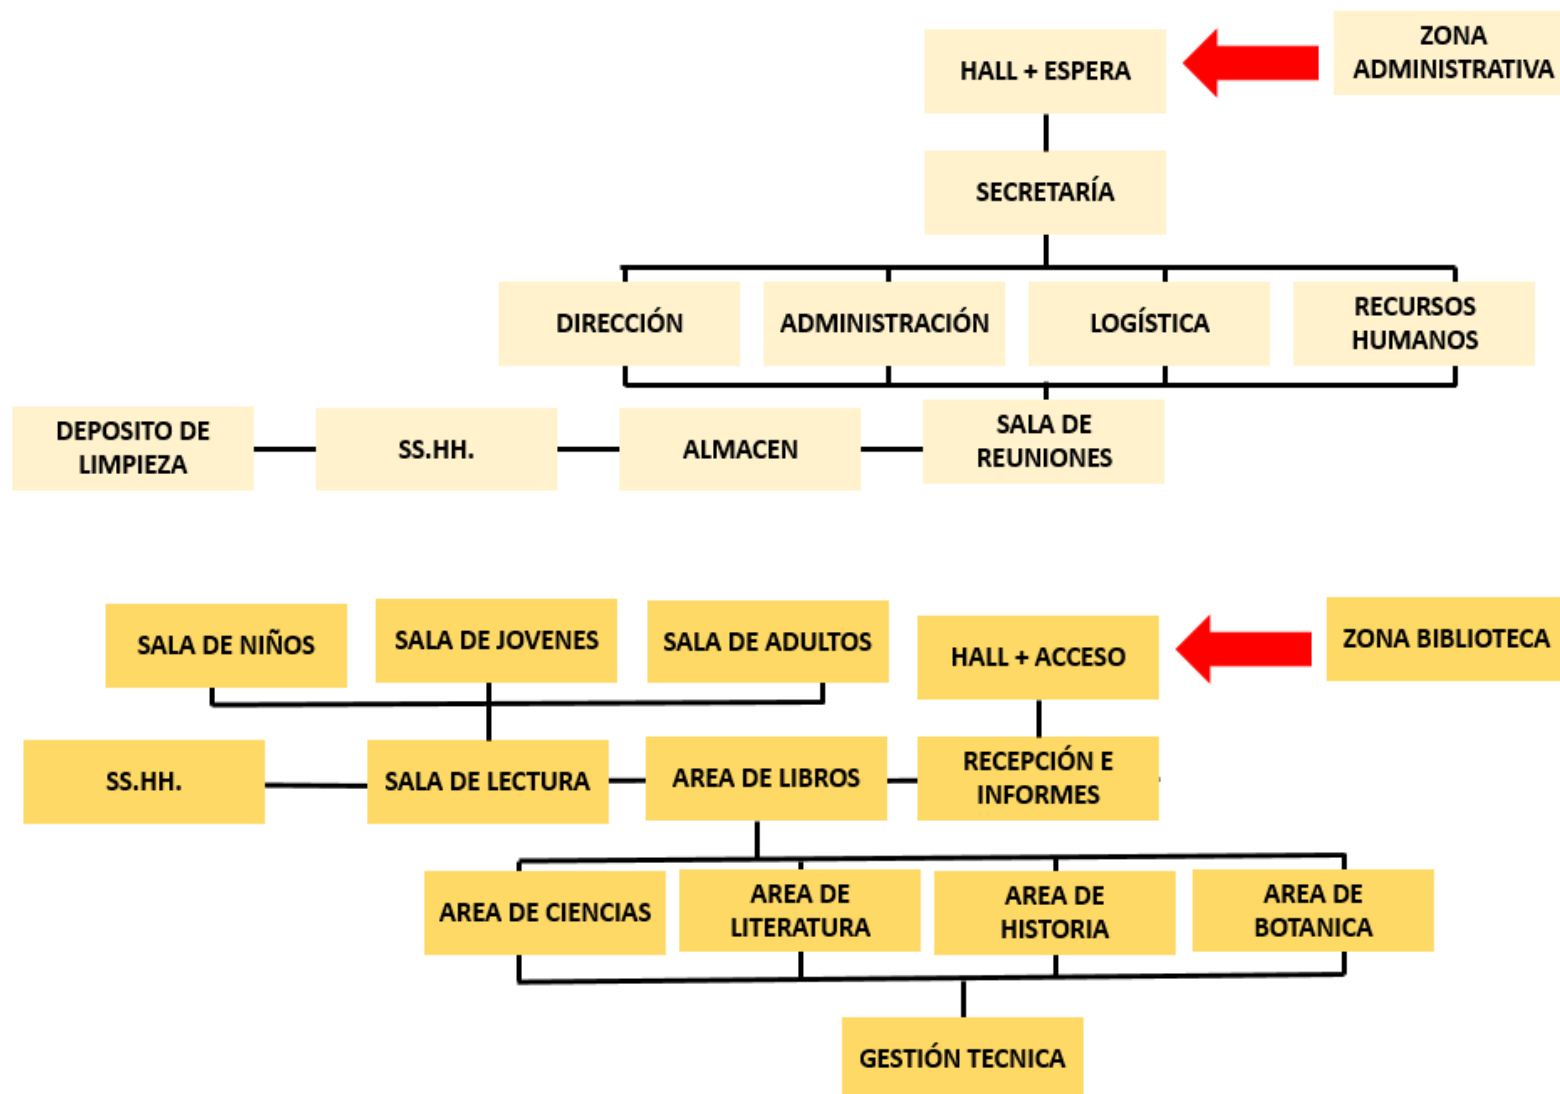 HALL + ESPERA
ZONA
ADMINISTRATIVA
SECRETARÍA
DIRECCIÓN
ADMINISTRACIÓN
LOGÍSTICA
RECURSOS
HUMANOS
DEPOSITO DE
LIMPIEZA
SS.HH.
ALMACEN
SALA DE
REUNIONES
SALA DE NIÑOS
SALA DE JOVENES
SALA DE ADULTOS
HALL + ACCESO
ZONA BIBLIOTECA
SS.HH.
SALA DE LECTURA
AREA DE LIBROS
RECEPCIÓN E
INFORMES
AREA DE CIENCIAS
AREA DE
LITERATURA
AREA DE
HISTORIA
AREA DE
BOTANICA
GESTIÓN TECNICA